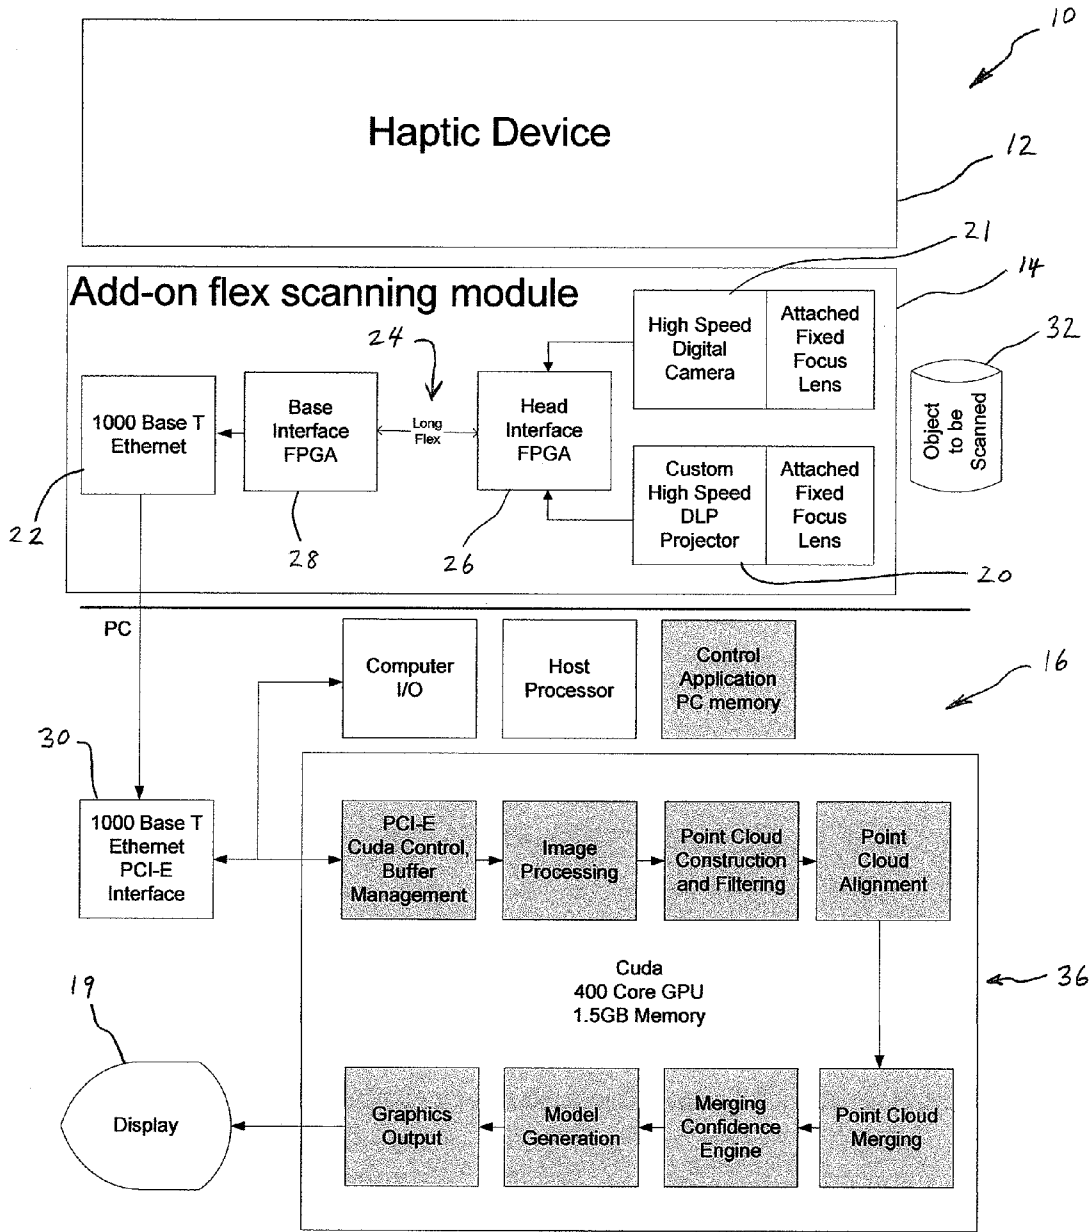 10
Haptic Device
12
21
14
Add-on flex scanning module
High Speed
Digital
Camera
Attached
Fixed
Focus
Lens
32
24
1000 Base T
Ethernet
Base
Interface
FPGA
Long
Flex
Head
Interface
FPGA
Object
to be
Scanned
Custom
High Speed
DLP
Projector
Attached
Fixed
Focus
Lens
22
28
26
20
PC
Computer
I/O
Host
Processor
Control
Application
PC memory
16
30
1000 Base T
Ethernet
PCI-E
Interface
PCI-E
Cuda Control,
Buffer
Management
Image
Processing
Point Cloud
Construction
and Filtering
Point
Cloud
Alignment
Cuda
400 Core GPU
1.5GB Memory
36
19
Display
Graphics
Output
Model
Generation
Merging
Confidence
Engine
Point Cloud
Merging